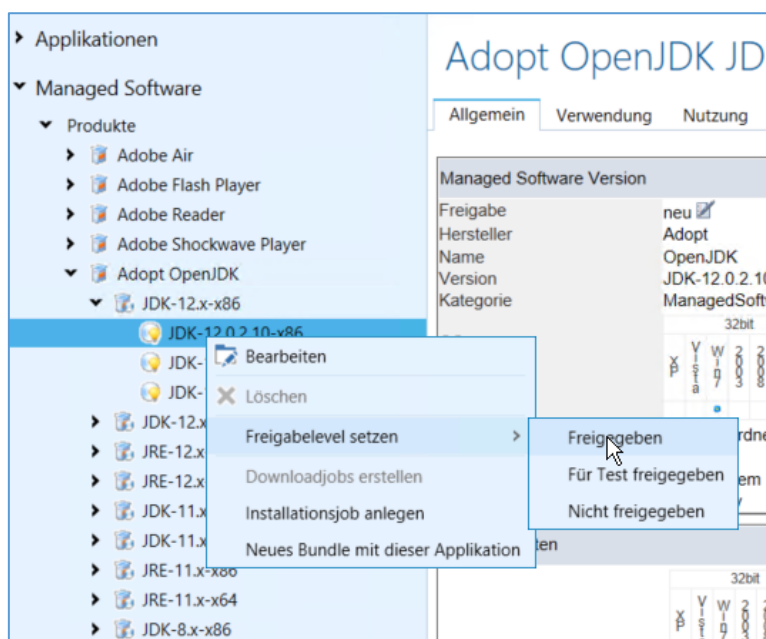 Applikationen
Managed Software
Produkte
Adobe Air
Adobe Flash Player
Adobe Reader
Adobe Shockwave Player
Adopt OpenJDK
JDK-12.x-x86
JDK-12.0.2.10-x86
JDK-
JDK-
JDK-12.x
JRE-12.x
JRE-12.x
JDK-11.x
JDK-11.x
JRE-11.x-x86
JRE-11.x-x64
JDK-8.x-x86
Bearbeiten
Löschen
Freigabelevel setzen
Downloadjobs erstellen
Installationsjob anlegen
Neues Bundle mit dieser Applikation
Freigegeben
Für Test freigegeben
Nicht freigegeben
Adopt OpenJDK JD
Allgemein Verwendung Nutzung
Managed Software Version
Freigabe neu
Hersteller Adopt
Name OpenJDK
Version JDK-12.0.2.10
Kategorie ManagedSoft
32bit
XP Vista Win7 2003 2008
rdne
em
ten
32bit
XP